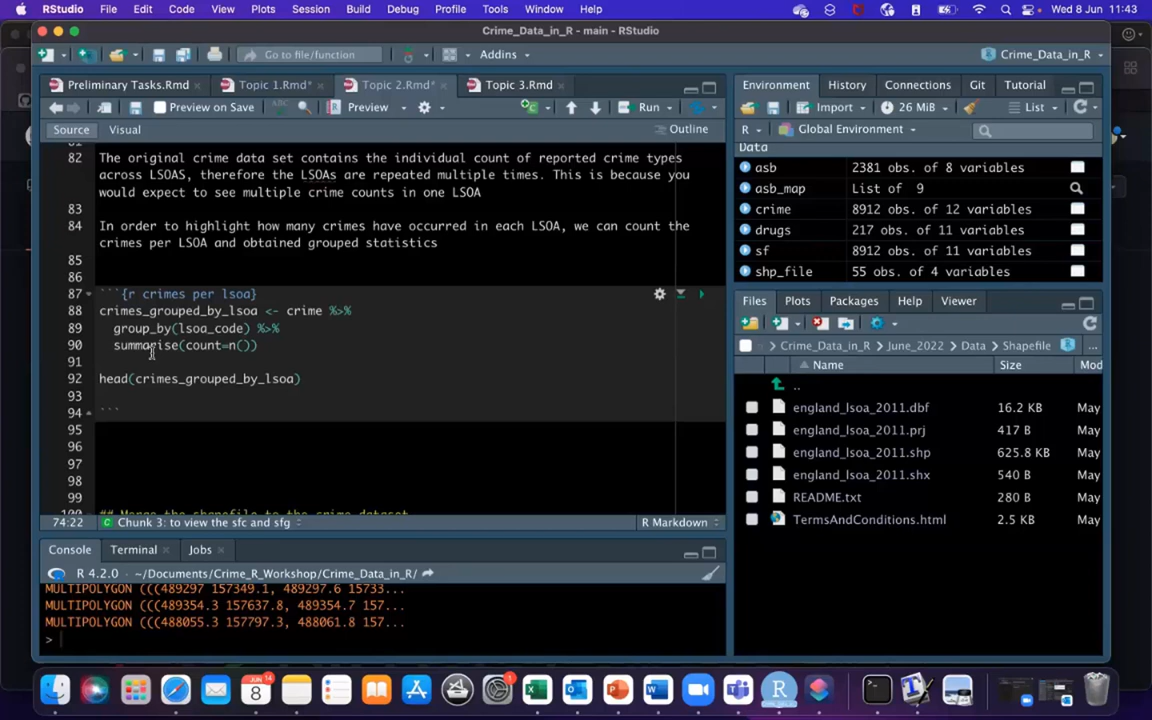 RStudio File Edit Code View Plots Session Build Debug Profile Tools Window Help Wed 8 Jun 11:43
Crime_Data_in_R - main - RStudio
Go to file/function Addins Crime_Data_in_R
Preliminary Tasks.Rmd Topic 1.Rmd* Topic 2.Rmd* Topic 3.Rmd
Preview on Save ABC Preview Run
Source Visual Outline
82 The original crime data set contains the individual count of reported crime types
across LSOAS, therefore the LSOAs are repeated multiple times. This is because you
would expect to see multiple crime counts in one LSOA
83
84 In order to highlight how many crimes have occurred in each LSOA, we can count the
crimes per LSOA and obtained grouped statistics
85
86
87 ```{r crimes per lsoa}
88 crimes_grouped_by_lsoa <- crime %>%
89 group_by(lsoa_code) %>%
90 summarise(count=n())
91
92 head(crimes_grouped_by_lsoa)
93
94 ```
95
96
97
98
99
100 ## Merge the shapefile to the crime dataset
74:22 Chunk 3: to view the sfc and sfg R Markdown
Console Terminal Jobs
R 4.2.0 · ~/Documents/Crime_R_Workshop/Crime_Data_in_R/
MULTIPOLYGON (((489297 157349.1, 489297.6 15733...
MULTIPOLYGON (((489354.3 157637.8, 489354.7 157...
MULTIPOLYGON (((488055.3 157797.3, 488061.8 157...
>
Environment History Connections Git Tutorial
Import 26 MiB List
R Global Environment
Data
asb 2381 obs. of 8 variables
asb_map List of 9
crime 8912 obs. of 12 variables
drugs 217 obs. of 11 variables
sf 8912 obs. of 11 variables
shp_file 55 obs. of 4 variables
Files Plots Packages Help Viewer
Crime_Data_in_R June_2022 Data Shapefile ...
Name Size Mod
..
england_lsoa_2011.dbf 16.2 KB May
england_lsoa_2011.prj 417 B May
england_lsoa_2011.shp 625.8 KB May
england_lsoa_2011.shx 540 B May
README.txt 280 B May
TermsAndConditions.html 2.5 KB May